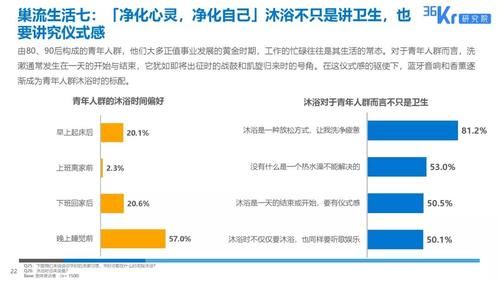 巢流生活七：「净化心灵，净化自己」沐浴不只是讲卫生，也
要讲究仪式感
36Kr研究院
由80、90后构成的青年人群，他们大多正值事业发展的黄金时期，工作的忙碌往往是其生活的常态。对于青年人群而言，洗
漱通常发生在一天的开始与结束，它犹如即将出征时的战鼓和凯旋归来时的号角。在这仪式感的驱使下，蓝牙音响和香薰逐
渐成为青年人群沐浴时的标配。
青年人群的沐浴时间偏好
早上起床后 20.1%
上班离家前 2.3%
下班回家后 20.6%
晚上睡觉前 57.0%
沐浴对于青年人群而言不只是卫生
沐浴是一种放松方式，让我洗净疲惫 81.2%
没有什么是一个热水澡不能解决的 53.0%
沐浴是一天的结束或开始，要有仪式感 50.5%
沐浴时不仅仅要沐浴，也同样要听歌娱乐 50.1%
22